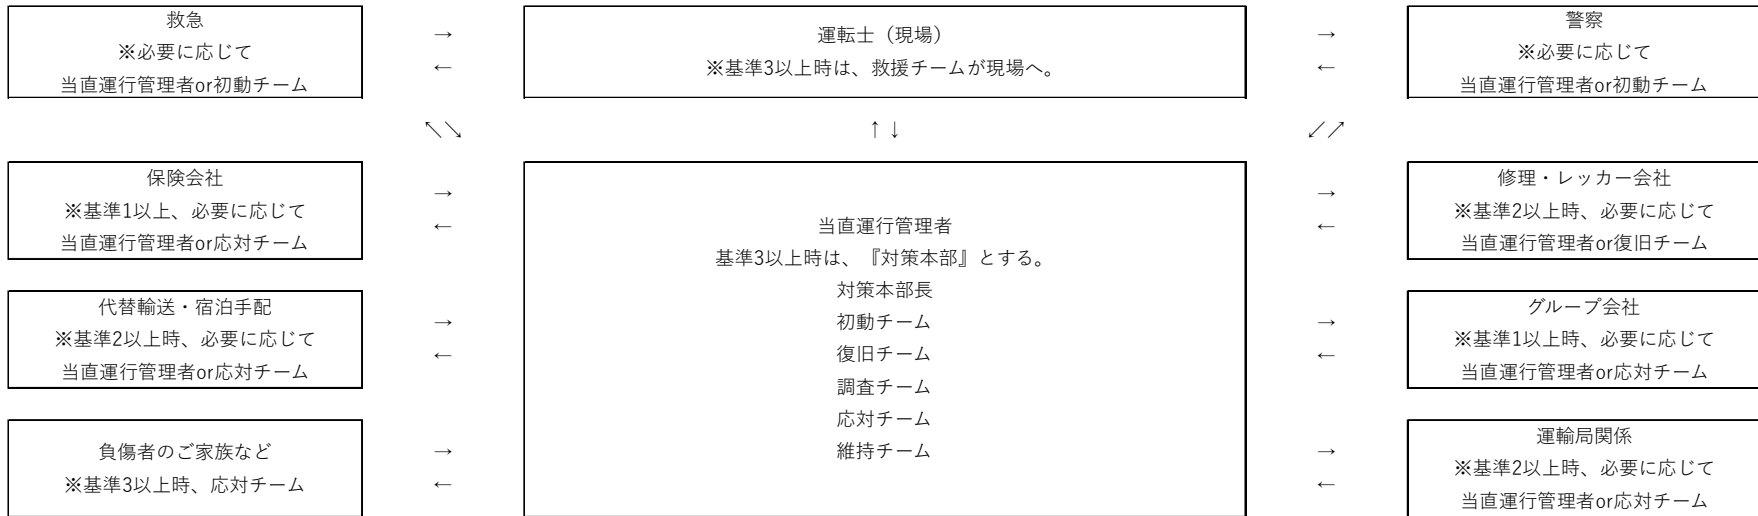 救急
※必要に応じて
当直運行管理者or初動チーム
→
←
運転士（現場）
※基準3以上時は、救援チームが現場へ。
→
←
警察
※必要に応じて
当直運行管理者or初動チーム
↖↘
↑↓
↙↗
保険会社
※基準1以上、必要に応じて
当直運行管理者or応対チーム
→
←
代替輸送・宿泊手配
※基準2以上時、必要に応じて
当直運行管理者or応対チーム
→
←
負傷者のご家族など
※基準3以上時、応対チーム
→
←
当直運行管理者
基準3以上時は、『対策本部』とする。
対策本部長
初動チーム
復旧チーム
調査チーム
応対チーム
維持チーム
→
←
修理・レッカー会社
※基準2以上時、必要に応じて
当直運行管理者or復旧チーム
→
←
グループ会社
※基準1以上時、必要に応じて
当直運行管理者or応対チーム
→
←
運輸局関係
※基準2以上時、必要に応じて
当直運行管理者or応対チーム